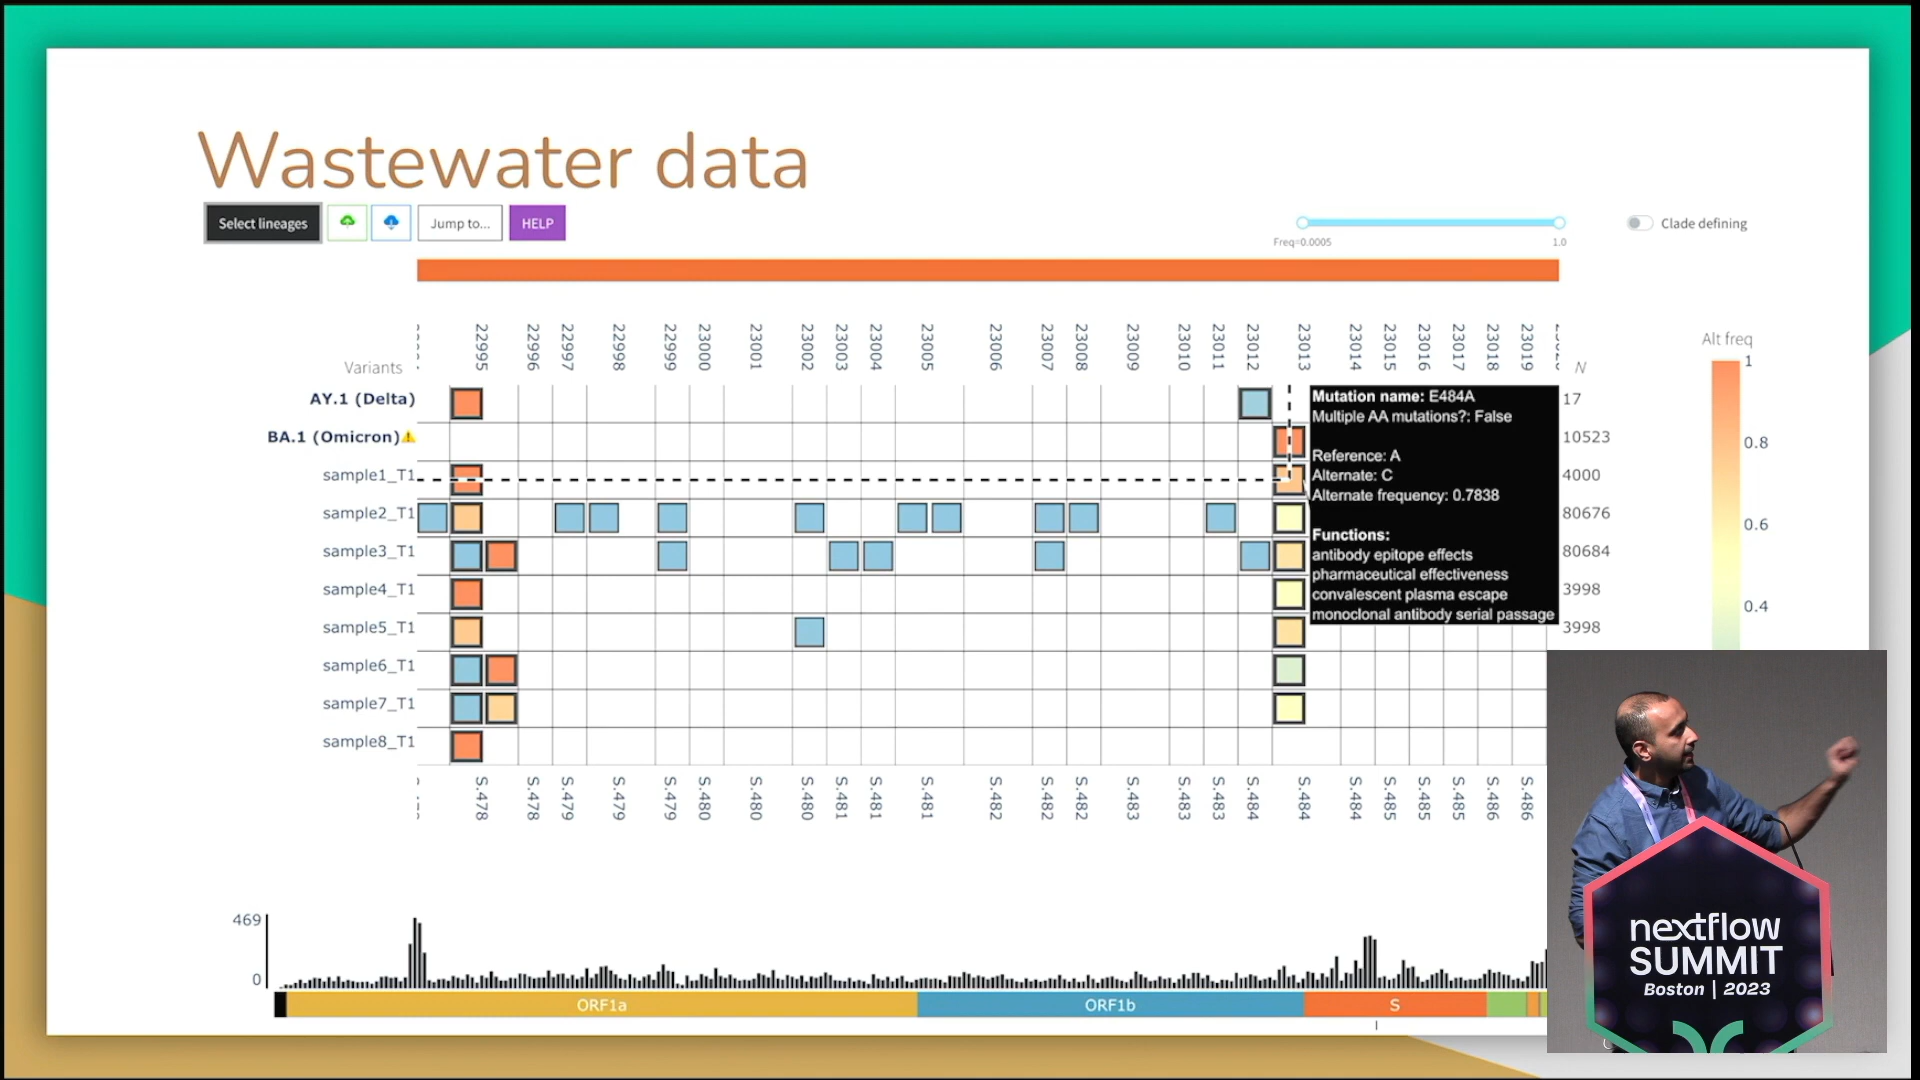 Wastewater data
Select lineages
Jump to...
HELP
Freq=0.0005
1.0
Clade defining
22995 22996 22997 22998 22999 23000 23001 23002 23003 23004 23005 23006 23007 23008 23009 23010 23011 23012 23013 23014 23015 23016 23017 23018 23019
Variants
N
Alt freq
AY.1 (Delta)
17
BA.1 (Omicron)
10523
sample1_T1
4000
sample2_T1
80676
sample3_T1
80684
sample4_T1
3998
sample5_T1
3998
sample6_T1
sample7_T1
sample8_T1
Mutation name: E484A
Multiple AA mutations?: False
Reference: A
Alternate: C
Alternate frequency: 0.7838
Functions:
antibody epitope effects
pharmaceutical effectiveness
convalescent plasma escape
monoclonal antibody serial passage
1
0.8
0.6
0.4
S.478 S.478 S.479 S.479 S.479 S.480 S.480 S.480 S.481 S.481 S.481 S.482 S.482 S.482 S.483 S.483 S.483 S.484 S.484 S.484 S.485 S.485 S.485 S.486 S.486
469
0
ORF1a
ORF1b
S
nextflow
SUMMIT
Boston | 2023